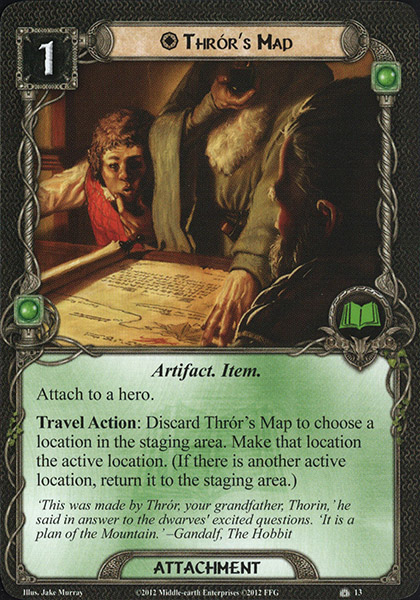 1
Thrór's Map
Artifact. Item.
Attach to a hero.
Travel Action: Discard Thrór's Map to choose a
location in the staging area. Make that location
the active location. (If there is another active
location, return it to the staging area.)
‘This was made by Thrór, your grandfather, Thorin,’ he
said in answer to the dwarves' excited questions. ‘It is a
plan of the Mountain.’ –Gandalf, The Hobbit
ATTACHMENT
Illus. Jake Murray
©2012 Middle-earth Enterprises ©2012 FFG
13